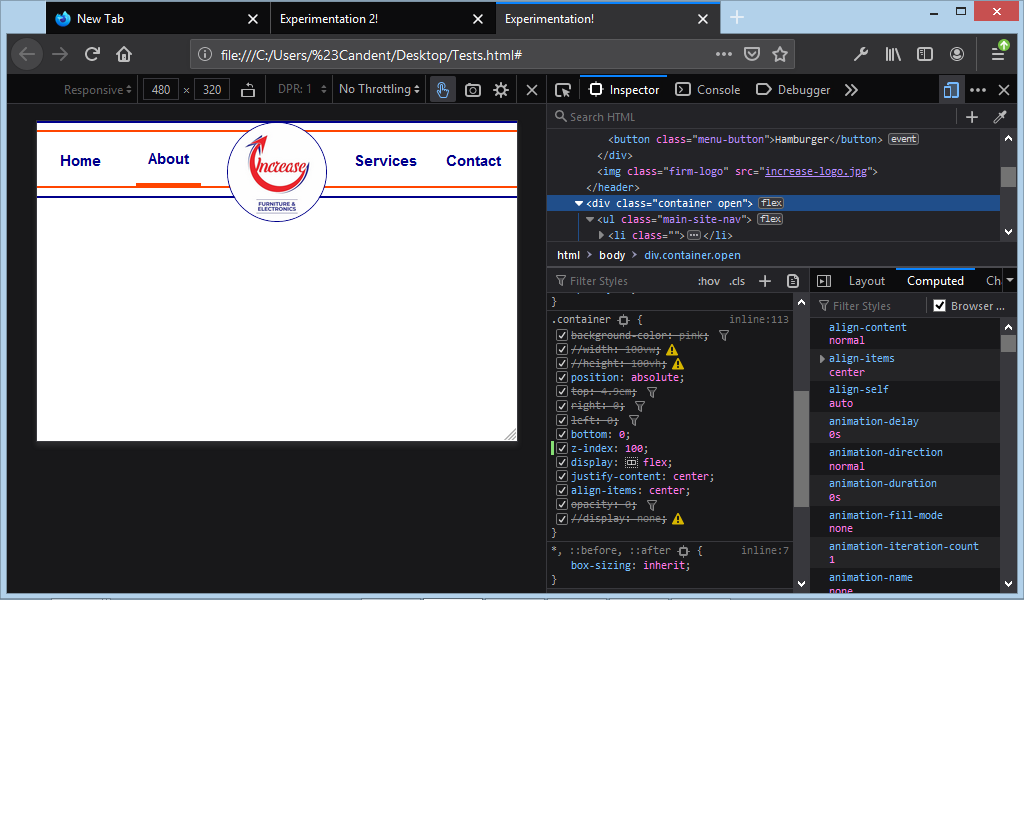 New Tab
Experimentation 2!
Experimentation!
file:///C:/Users/%23Candent/Desktop/Tests.html#
Responsive 480 × 320 DPR: 1 No Throttling
Inspector Console Debugger
Search HTML
Home About Services Contact
Increase
FURNITURE &
ELECTRONICS
<button class="menu-button">Hamburger</button> event
</div>
<img class="firm-logo" src="increase-logo.jpg">
</header>
<div class="container open"> flex
<ul class="main-site-nav"> flex
<li class="">⋯</li>
html > body > div.container.open
Filter Styles :hov .cls +
}
.container { inline:113
background-color: pink;
//width: 100vw;
//height: 100vh;
position: absolute;
top: 4.9em;
right: 0;
left: 0;
bottom: 0;
z-index: 100;
display: flex;
justify-content: center;
align-items: center;
opacity: 0;
//display: none;
}
*, ::before, ::after { inline:7
box-sizing: inherit;
}
Layout Computed Ch
Filter Styles Browser ...
align-content
normal
align-items
center
align-self
auto
animation-delay
0s
animation-direction
normal
animation-duration
0s
animation-fill-mode
none
animation-iteration-count
1
animation-name
none